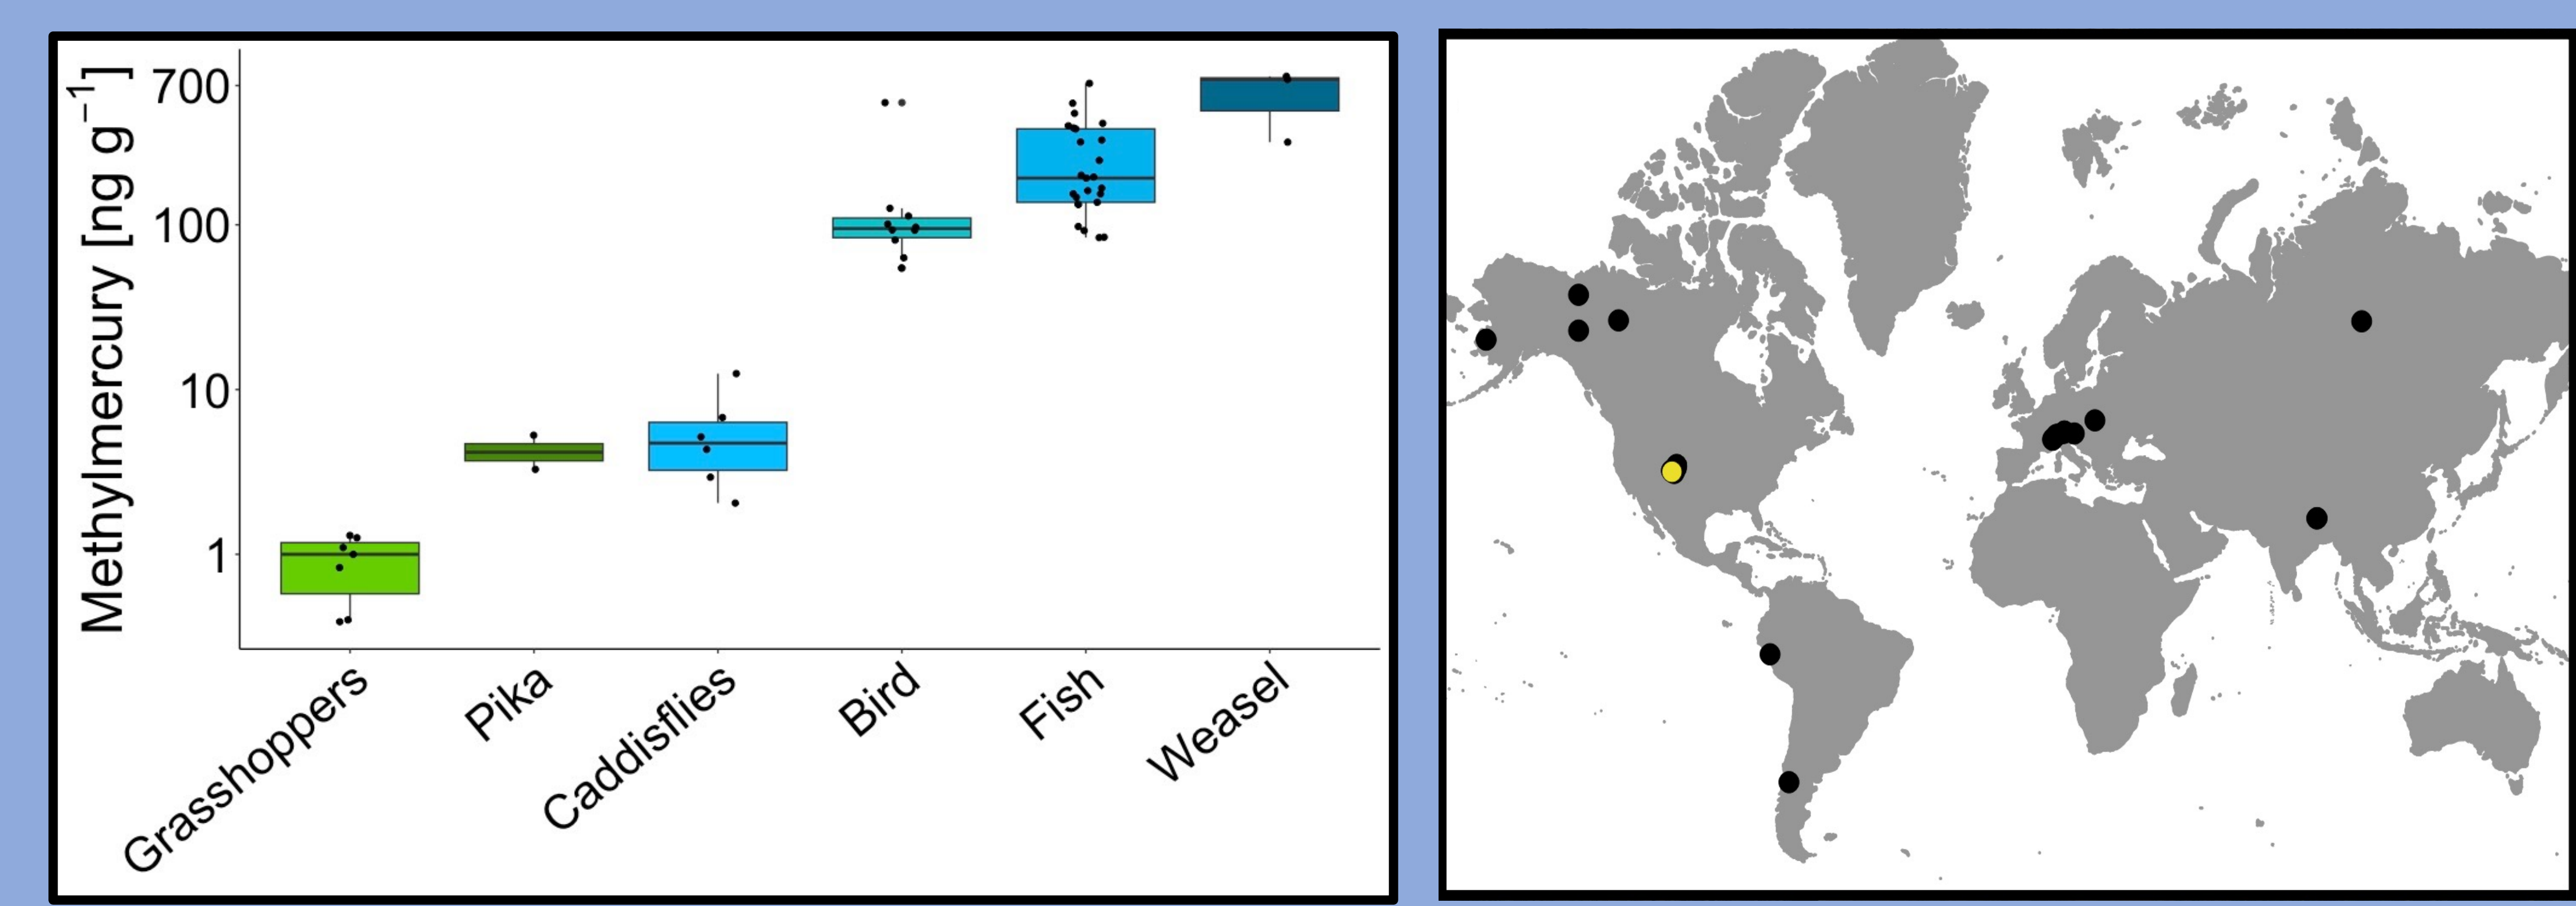 Methylmercury [ng g⁻¹]
700
100
10
1
Grasshoppers
Pika
Caddisflies
Bird
Fish
Weasel